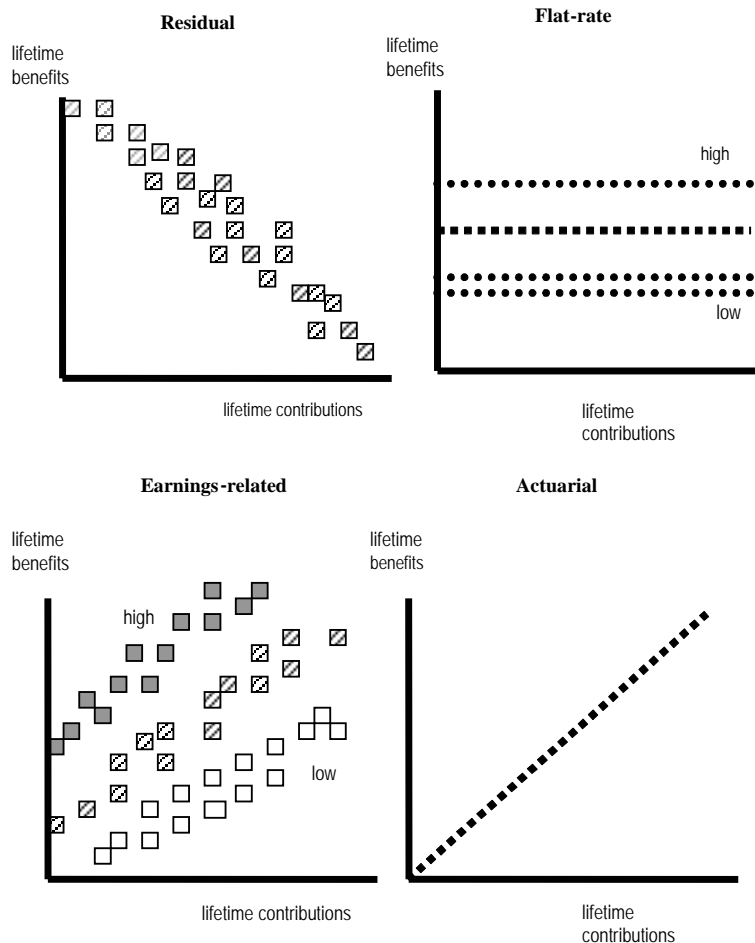 Residual
lifetime
benefits
lifetime contributions
Flat-rate
lifetime
benefits
high
low
lifetime
contributions
Earnings-related
lifetime
benefits
high
low
lifetime contributions
Actuarial
lifetime
benefits
lifetime
contributions